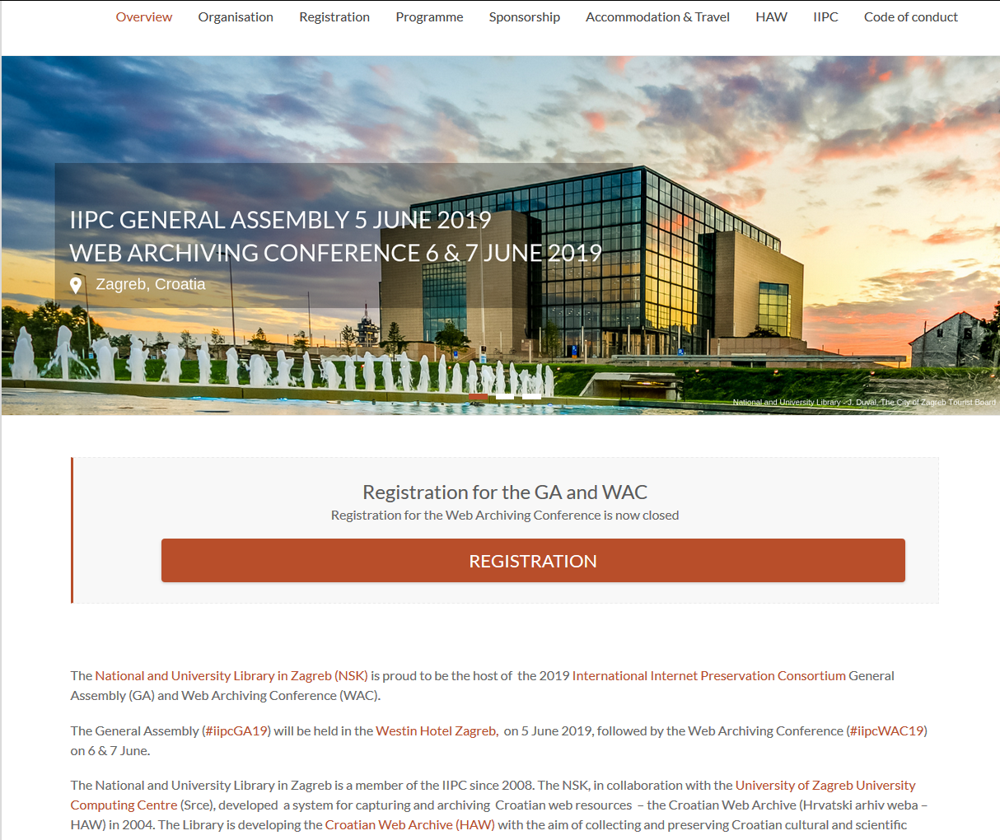 Overview Organisation Registration Programme Sponsorship Accommodation & Travel HAW IIPC Code of conduct
IIPC GENERAL ASSEMBLY 5 JUNE 2019
WEB ARCHIVING CONFERENCE 6 & 7 JUNE 2019
Zagreb, Croatia
National and University Library - J. Duval, The City of Zagreb Tourist Board
Registration for the GA and WAC
Registration for the Web Archiving Conference is now closed
REGISTRATION
The National and University Library in Zagreb (NSK) is proud to be the host of the 2019 International Internet Preservation Consortium General
Assembly (GA) and Web Archiving Conference (WAC).
The General Assembly (#iipcGA19) will be held in the Westin Hotel Zagreb, on 5 June 2019, followed by the Web Archiving Conference (#iipcWAC19)
on 6 & 7 June.
The National and University Library in Zagreb is a member of the IIPC since 2008. The NSK, in collaboration with the University of Zagreb University
Computing Centre (Srce), developed a system for capturing and archiving Croatian web resources – the Croatian Web Archive (Hrvatski arhiv weba –
HAW) in 2004. The Library is developing the Croatian Web Archive (HAW) with the aim of collecting and preserving Croatian cultural and scientific